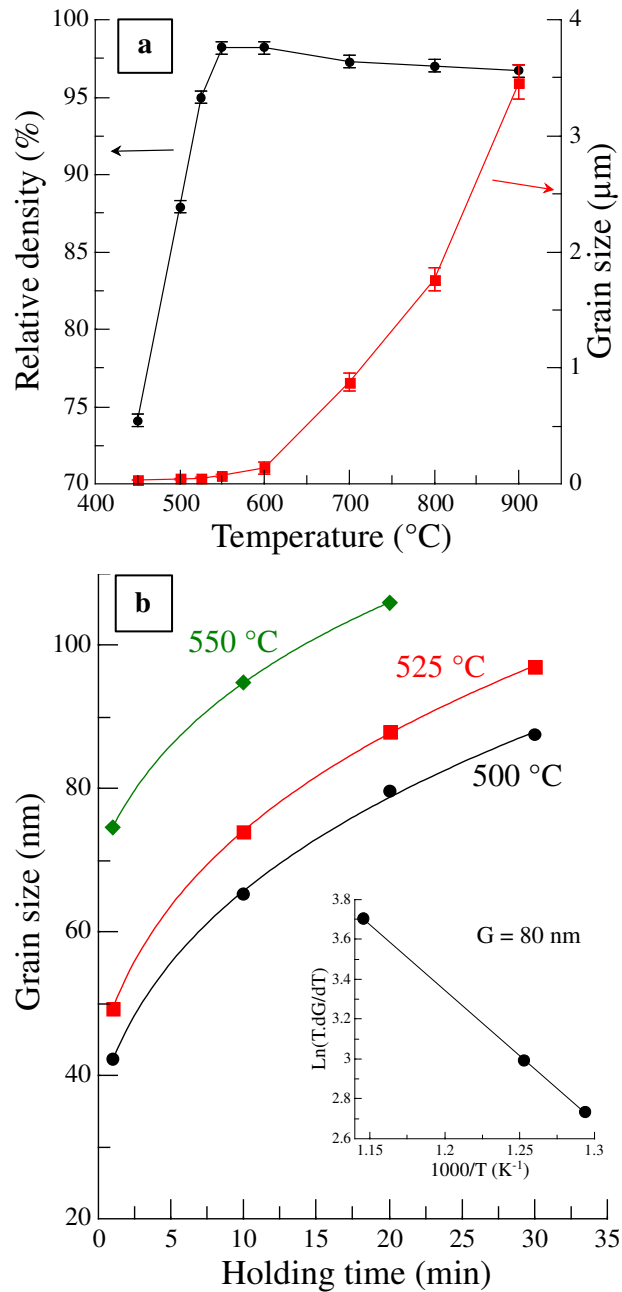 a
100
95
90
85
80
75
70
Relative density (%)
4
3
2
1
0
Grain size (µm)
400 500 600 700 800 900
Temperature (°C)
b
550 °C
525 °C
500 °C
100
80
60
40
20
Grain size (nm)
0 5 10 15 20 25 30 35
Holding time (min)
G = 80 nm
3.8
3.6
3.4
3.2
3
2.8
2.6
Ln(T.dG/dT)
1.15 1.2 1.25 1.3
1000/T (K⁻¹)